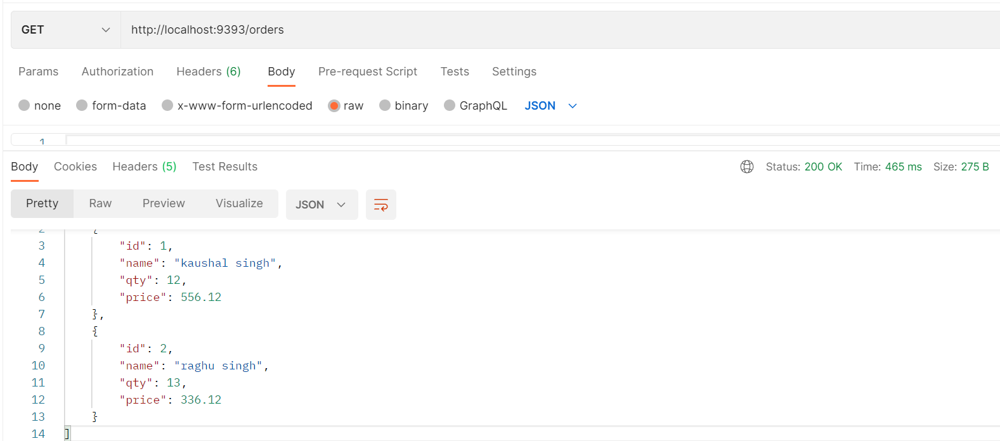 GET http://localhost:9393/orders
Params Authorization Headers (6) Body Pre-request Script Tests Settings
none form-data x-www-form-urlencoded raw binary GraphQL JSON
1
Body Cookies Headers (5) Test Results Status: 200 OK Time: 465 ms Size: 275 B
Pretty Raw Preview Visualize JSON
2 {
3 "id": 1,
4 "name": "kaushal singh",
5 "qty": 12,
6 "price": 556.12
7 },
8 {
9 "id": 2,
10 "name": "raghu singh",
11 "qty": 13,
12 "price": 336.12
13 }
14 ]